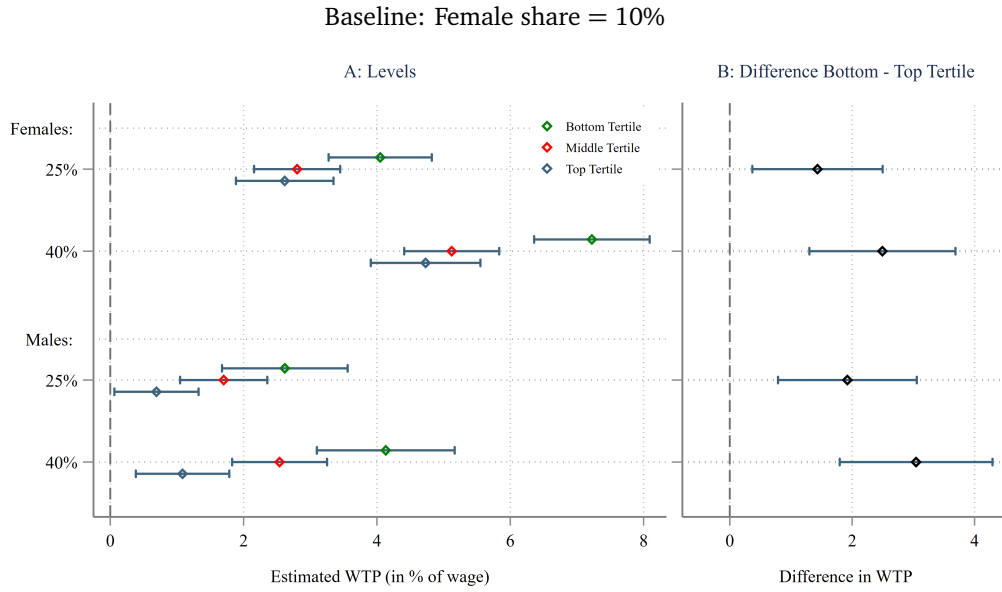 Baseline: Female share = 10%
A: Levels
B: Difference Bottom - Top Tertile
Females:
25%
40%
Males:
25%
40%
Bottom Tertile
Middle Tertile
Top Tertile
0 2 4 6 8
0 2 4
Estimated WTP (in % of wage)
Difference in WTP